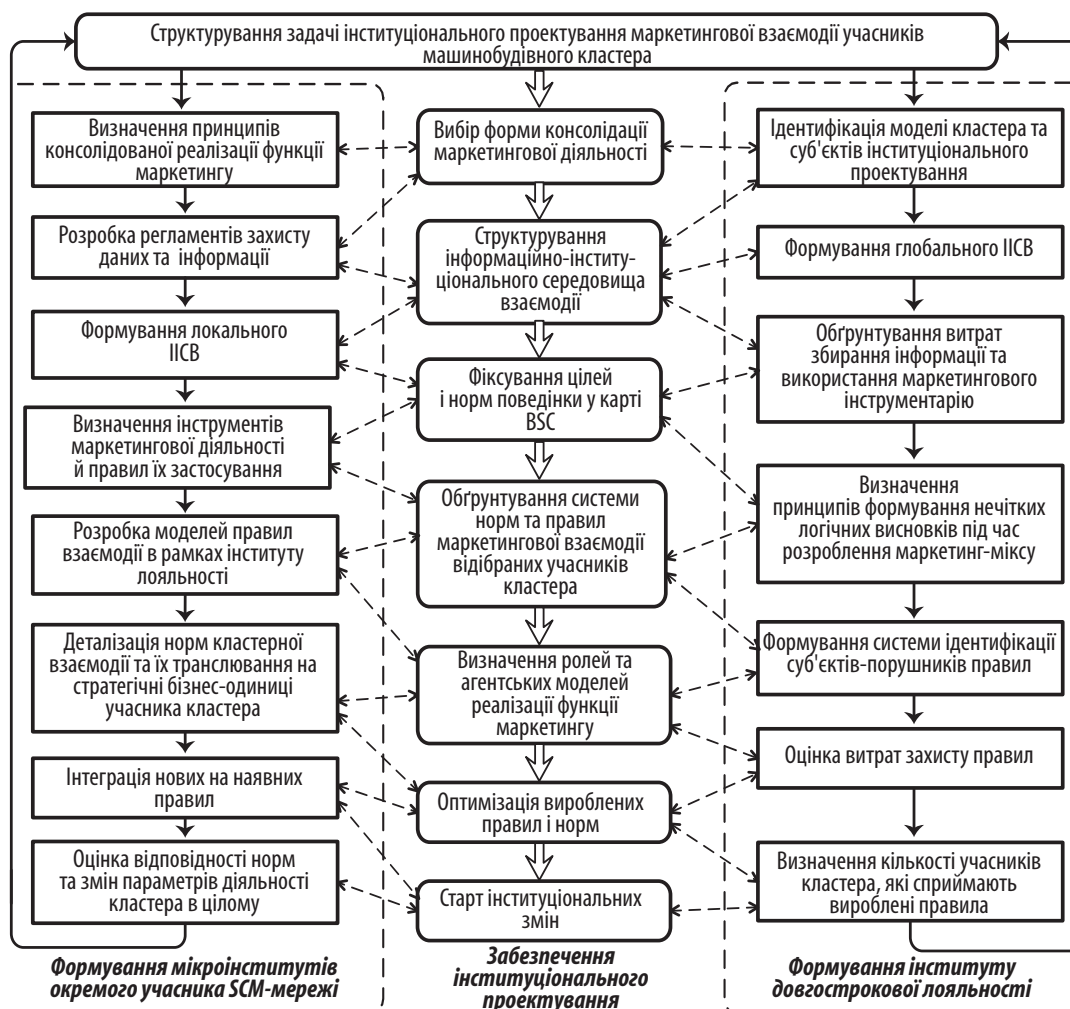 Структурування задачі інституціонального проектування маркетингової взаємодії учасників
машинобудівного кластера
Визначення принципів
консолідованої реалізації функції
маркетингу
Розробка регламентів захисту
даних та інформації
Формування локального
ІІСВ
Визначення інструментів
маркетингової діяльності
й правил їх застосування
Розробка моделей правил
взаємодії в рамках інституту
лояльності
Деталізація норм кластерної
взаємодії та їх транслювання на
стратегічні бізнес-одиниці
учасника кластера
Інтеграція нових на наявних
правил
Оцінка відповідності норм
та змін параметрів діяльності
кластера в цілому
Формування мікроінститутів
окремого учасника SCM-мережі
Вибір форми консолідації
маркетингової діяльності
Структурування
інформаційно-інститу-
ціонального середовища
взаємодії
Фіксування цілей
і норм поведінки у карті
BSC
Обґрунтування системи
норм та правил
маркетингової взаємодії
відібраних учасників
кластера
Визначення ролей та
агентських моделей
реалізації функції
маркетингу
Оптимізація вироблених
правил і норм
Старт інституціональних
змін
Забезпечення
інституціонального
проектування
Ідентифікація моделі кластера та
суб'єктів інституціонального
проектування
Формування глобального ІІСВ
Обґрунтування витрат
збирання інформації та
використання маркетингового
інструментарію
Визначення
принципів формування нечітких
логічних висновків під час
розроблення маркетинг-міксу
Формування системи ідентифікації
суб'єктів-порушників правил
Оцінка витрат захисту правил
Визначення кількості учасників
кластера, які сприймають
вироблені правила
Формування інституту
довгострокової лояльності